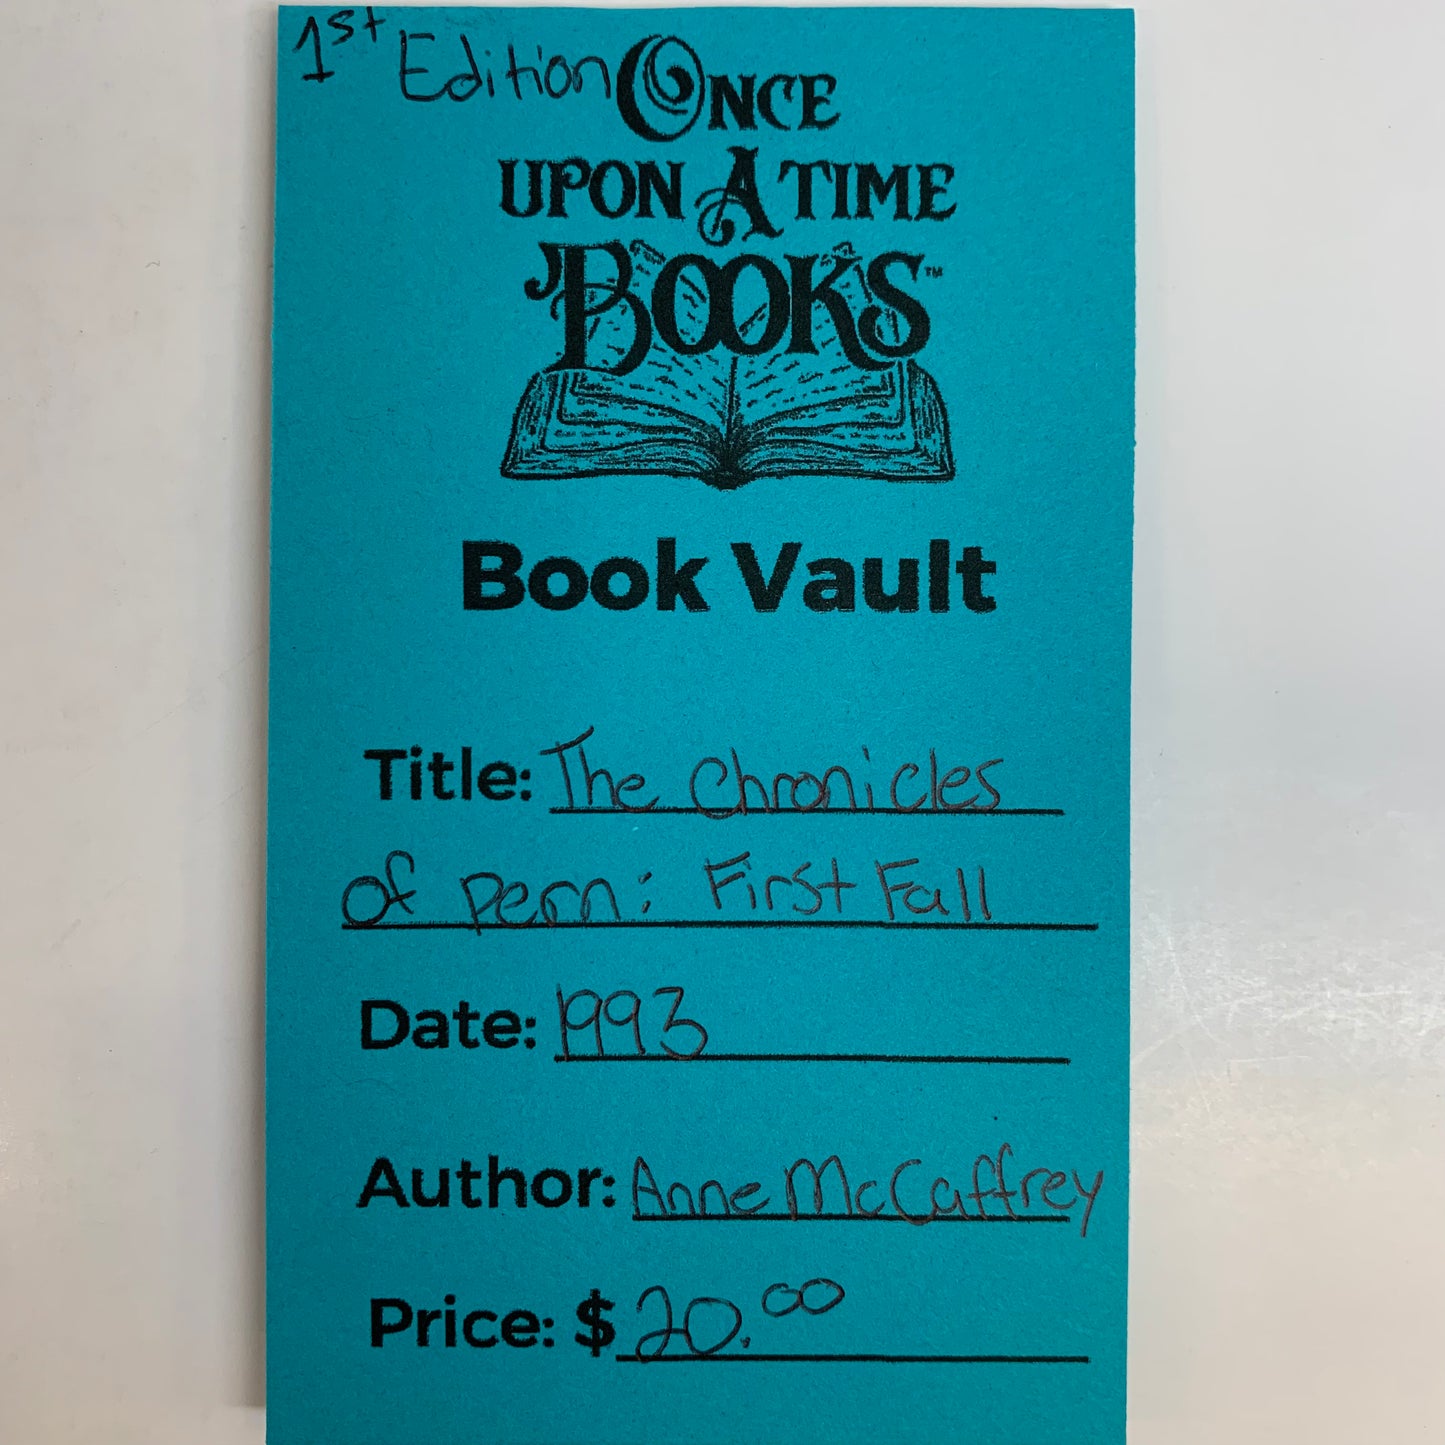 1st Edition
ONCE
UPON A TIME
BOOKS™
Book Vault
Title: The Chronicles
of pern: First Fall
Date: 1993
Author: Anne McCaffrey
Price: $20.00